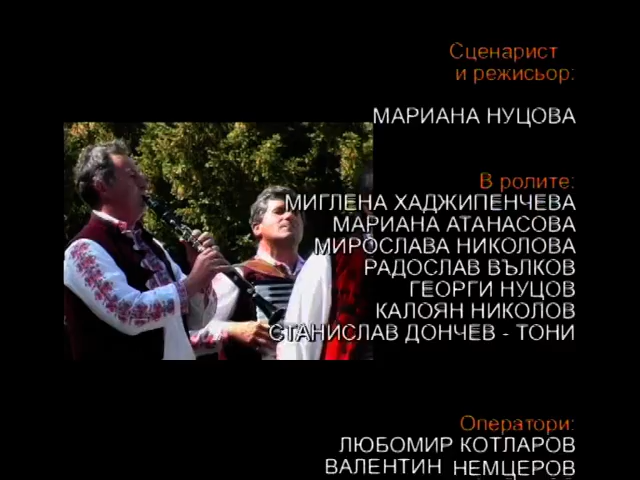 Сценарист
и режисьор:
МАРИАНА НУЦОВА
В ролите:
МИГЛЕНА ХАДЖИПЕНЧЕВА
МАРИАНА АТАНАСОВА
МИРОСЛАВА НИКОЛОВА
РАДОСЛАВ ВЪЛКОВ
ГЕОРГИ НУЦОВ
КАЛОЯН НИКОЛОВ
СТАНИСЛАВ ДОНЧЕВ - ТОНИ
Оператори:
ЛЮБОМИР КОТЛАРОВ
ВАЛЕНТИН НЕМЦЕРОВ